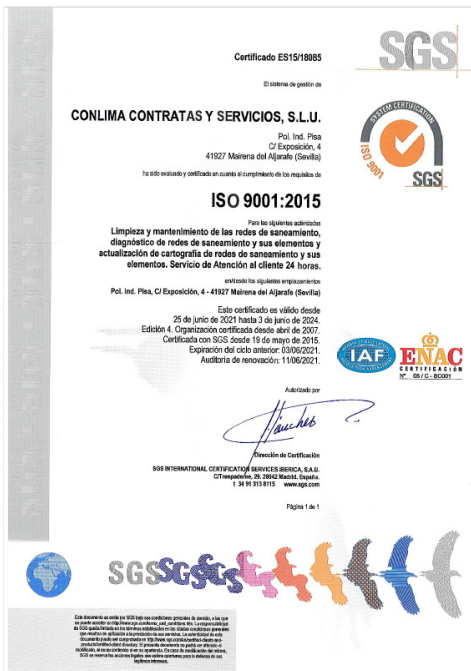 SGS
Certificado ES15/18085
El sistema de gestión de
CONLIMA CONTRATAS Y SERVICIOS, S.L.U.
Pol. Ind. Pisa
C/ Exposición, 4
41927 Mairena del Aljarafe (Sevilla)
ha sido evaluado y certificado en cuanto al cumplimiento de los requisitos de
SYSTEM CERTIFICATION
ISO 9001
SGS
ISO 9001:2015
Para las siguientes actividades
Limpieza y mantenimiento de las redes de saneamiento,
diagnóstico de redes de saneamiento y sus elementos y
actualización de cartografía de redes de saneamiento y sus
elementos. Servicio de Atención al cliente 24 horas.
en/desde los siguientes emplazamientos
Pol. Ind. Pisa, C/ Exposición, 4 - 41927 Mairena del Aljarafe (Sevilla)
Este certificado es válido desde
25 de junio de 2021 hasta 3 de junio de 2024.
Edición 4. Organización certificada desde abril de 2007.
Certificada con SGS desde 19 de mayo de 2015.
Expiración del ciclo anterior: 03/06/2021.
Auditoría de renovación: 11/06/2021.
IAF
ENAC
CERTIFICACIÓN
Nº 05 / C - SC001
Autorizado por
Dirección de Certificación
SGS INTERNATIONAL CERTIFICATION SERVICES IBERICA, S.A.U.
C/Trespaderne, 29. 28042 Madrid. España.
t 34 91 313 8115 www.sgs.com
Página 1 de 1
SGS SGS